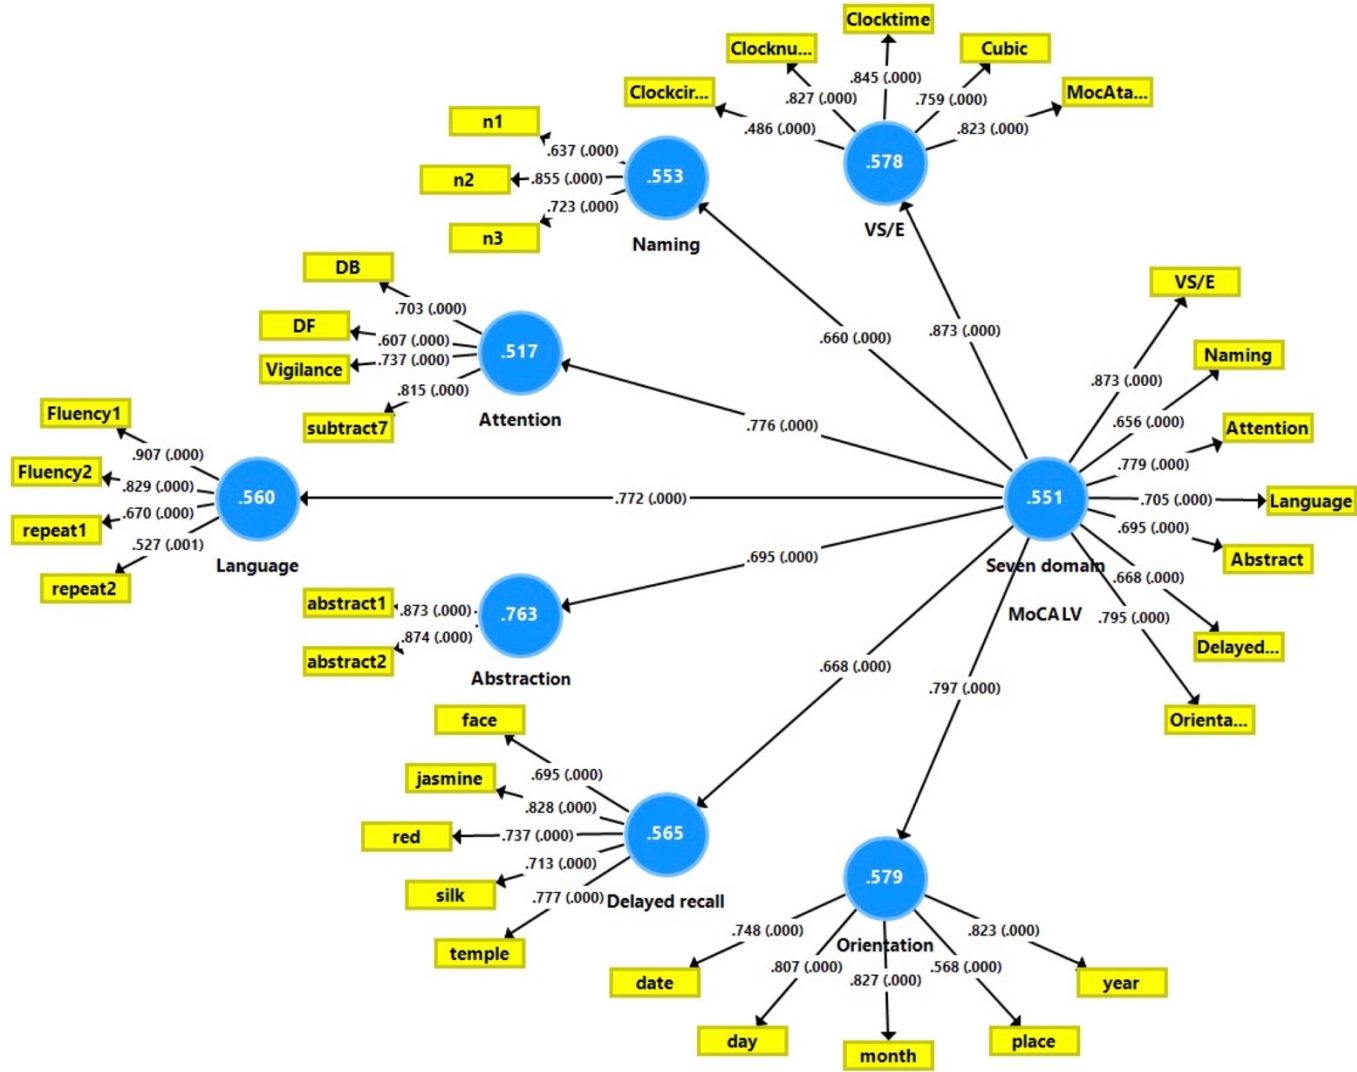 Clocktime
Clocknu...
Cubic
Clockcir...
MocAta...
.845 (.000)
.827 (.000)
.759 (.000)
.486 (.000)
.823 (.000)
.578
VS/E
n1
n2
n3
.637 (.000)
.855 (.000)
.723 (.000)
.553
Naming
DB
DF
Vigilance
subtract7
.703 (.000)
.607 (.000)
.737 (.000)
.815 (.000)
.517
Attention
Fluency1
Fluency2
repeat1
repeat2
.907 (.000)
.829 (.000)
.670 (.000)
.527 (.001)
.560
Language
abstract1
abstract2
.873 (.000)
.874 (.000)
.763
Abstraction
face
jasmine
red
silk
temple
.695 (.000)
.828 (.000)
.737 (.000)
.713 (.000)
.777 (.000)
.565
Delayed recall
.579
Orientation
.748 (.000)
.807 (.000)
.827 (.000)
.568 (.000)
.823 (.000)
date
day
month
place
year
.873 (.000)
.660 (.000)
.776 (.000)
.772 (.000)
.695 (.000)
.668 (.000)
.797 (.000)
.551
Seven domain
MoCA LV
.873 (.000)
.656 (.000)
.779 (.000)
.705 (.000)
.695 (.000)
.668 (.000)
.795 (.000)
VS/E
Naming
Attention
Language
Abstract
Delayed...
Orienta...